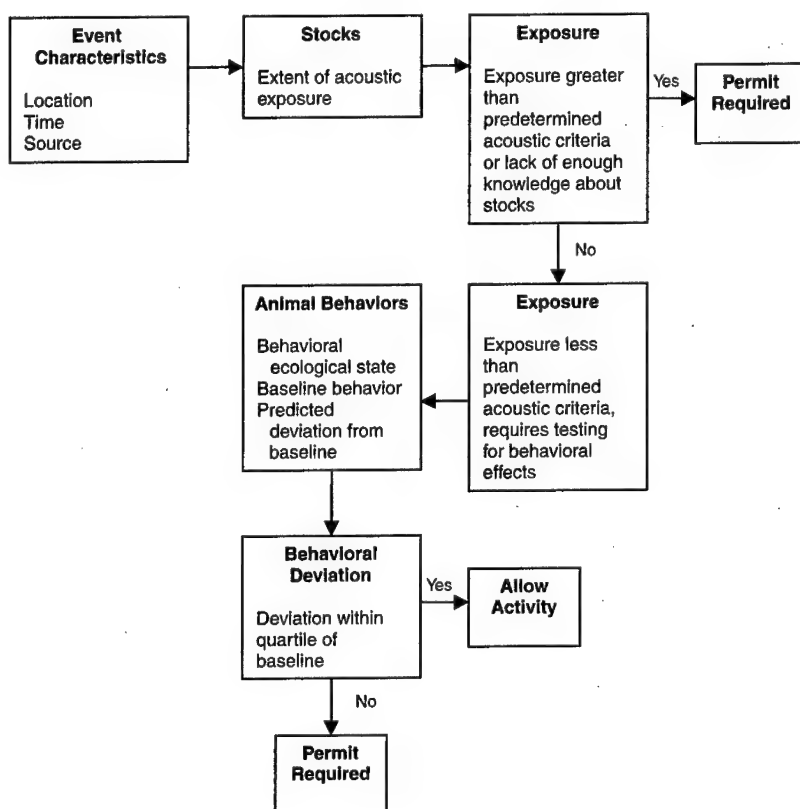 Event
Characteristics
Location
Time
Source
Stocks
Extent of acoustic
exposure
Exposure
Exposure greater
than
predetermined
acoustic criteria
or lack of enough
knowledge about
stocks
Yes
Permit
Required
No
Exposure
Exposure less
than
predetermined
acoustic criteria,
requires testing
for behavioral
effects
Animal Behaviors
Behavioral
ecological state
Baseline behavior
Predicted
deviation from
baseline
Behavioral
Deviation
Deviation within
quartile of
baseline
Yes
Allow
Activity
No
Permit
Required